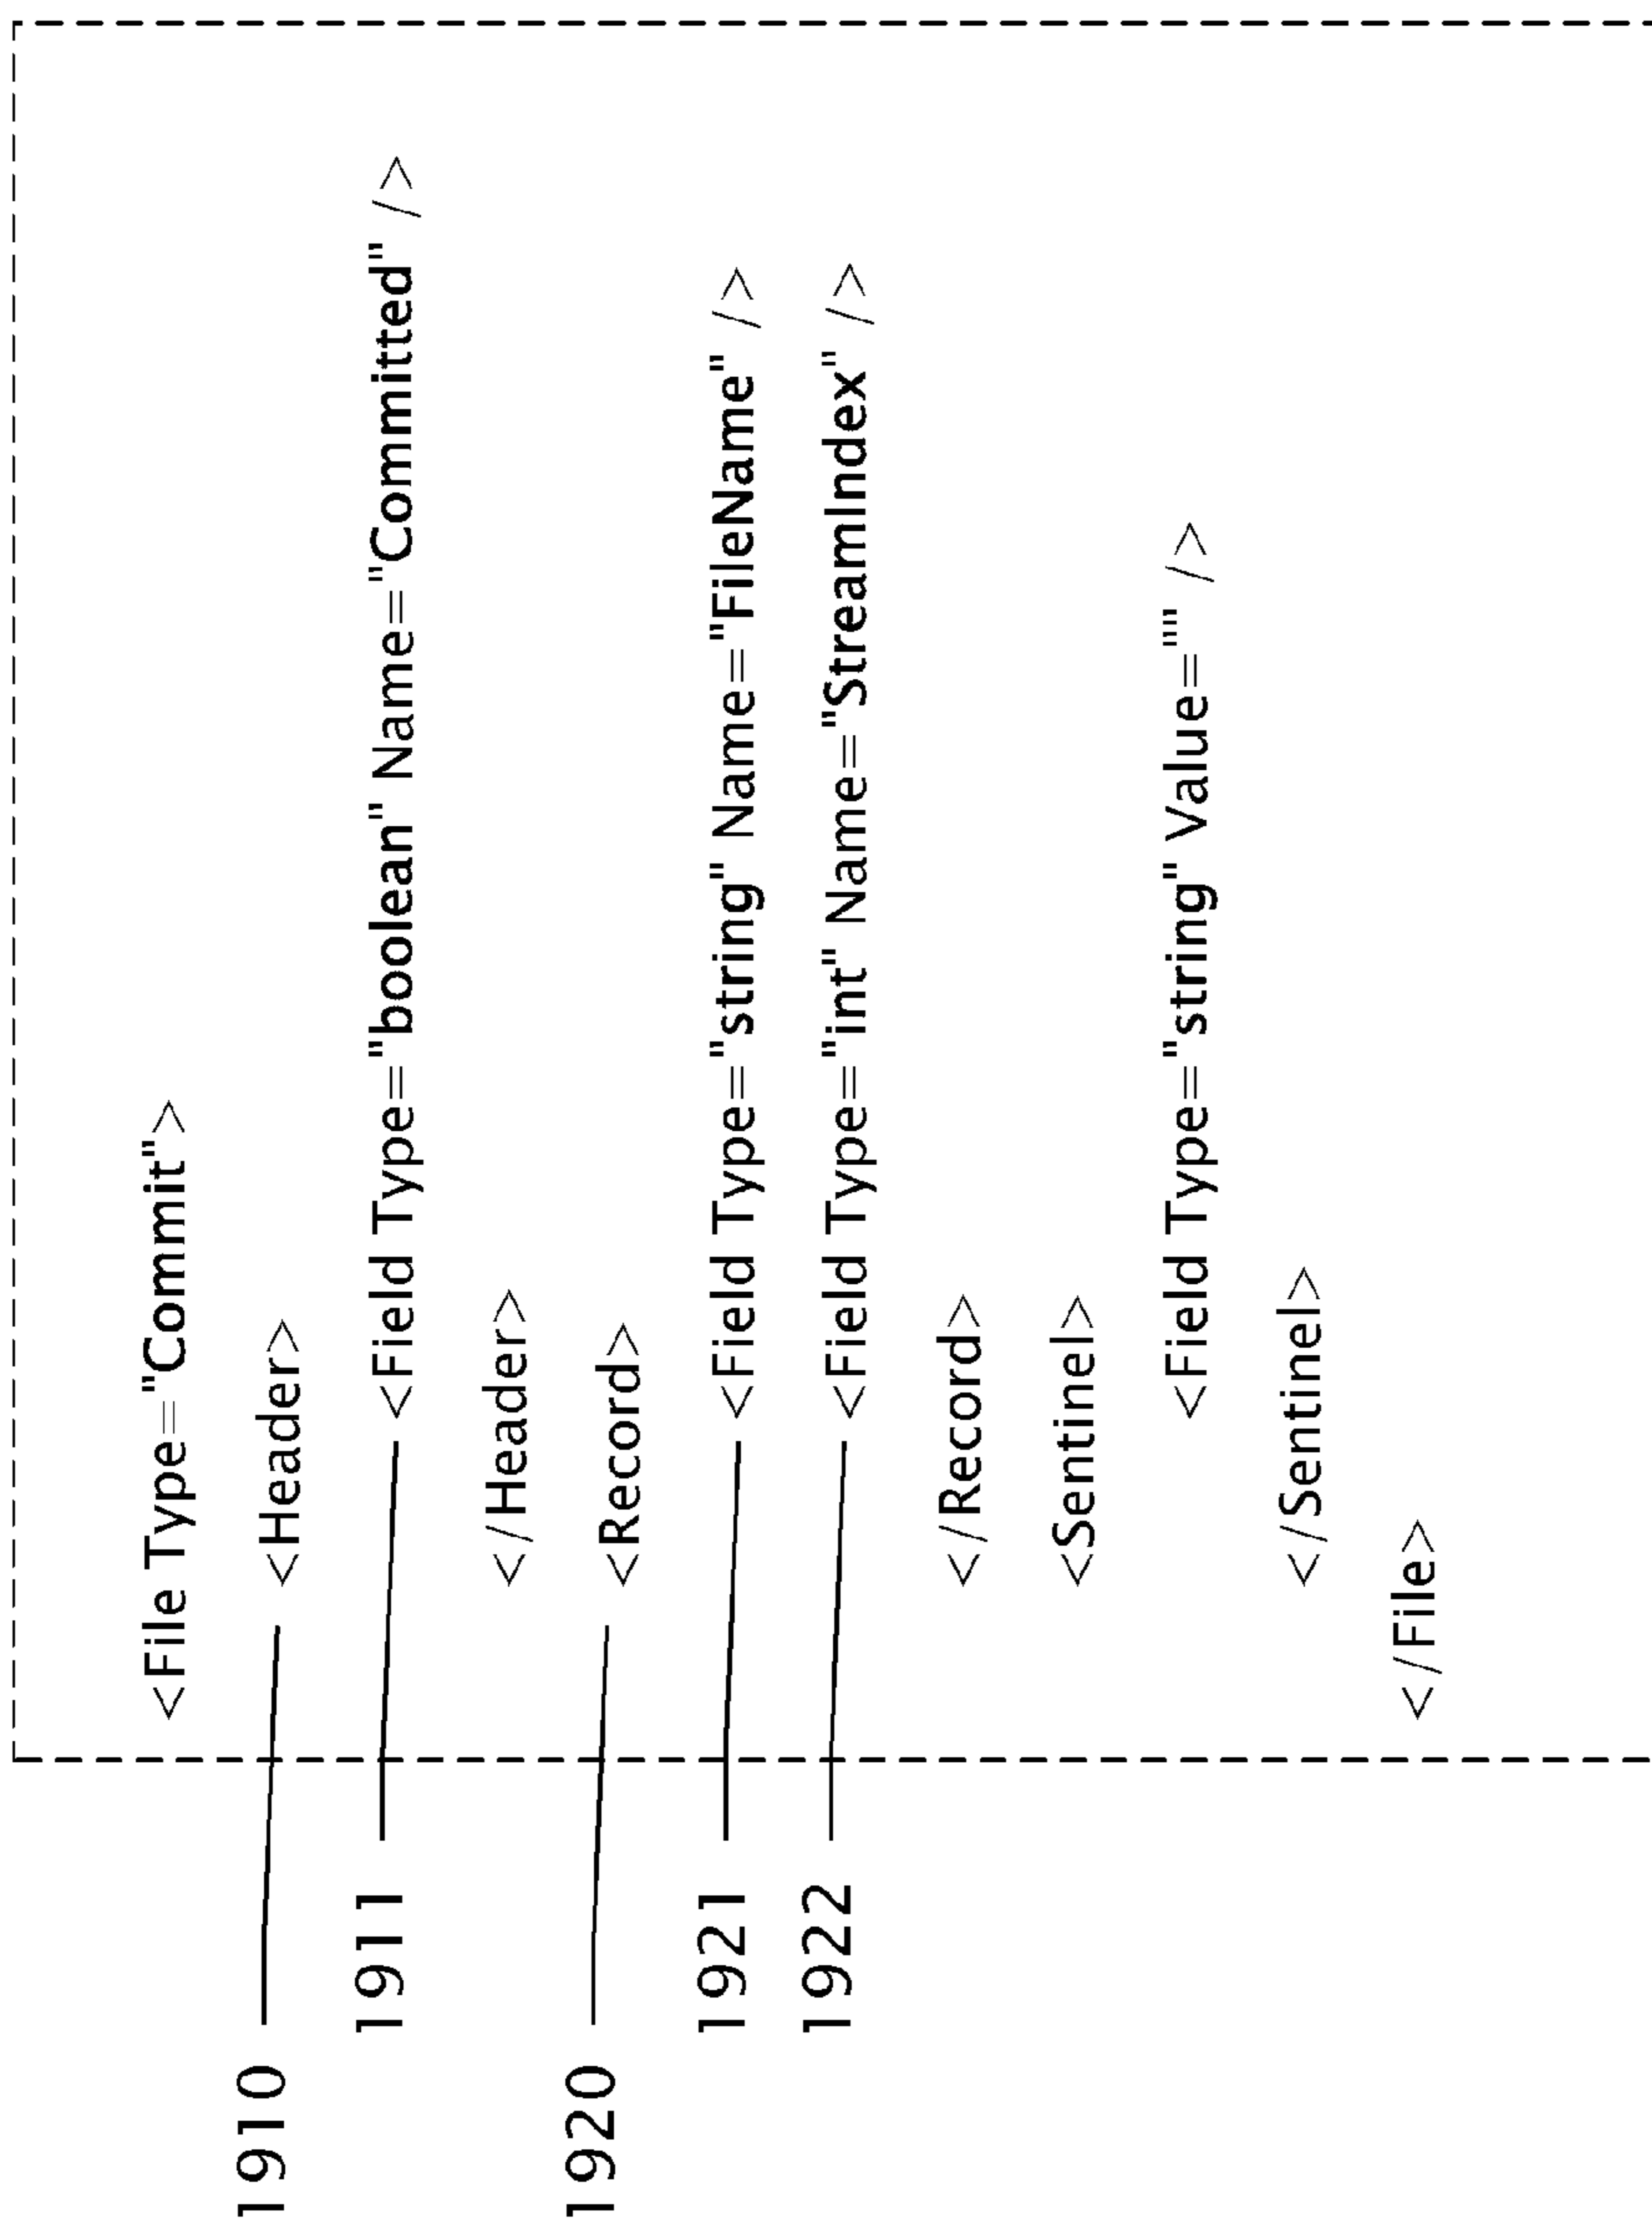 <File Type="Commit">
1910 <Header>
1911 <Field Type="boolean" Name="Committed" />
</Header>
1920 <Record>
1921 <Field Type="string" Name="FileName" />
1922 <Field Type="int" Name="StreamIndex" />
</Record>
<Sentinel>
<Field Type="string" Value="" />
</Sentinel>
</File>